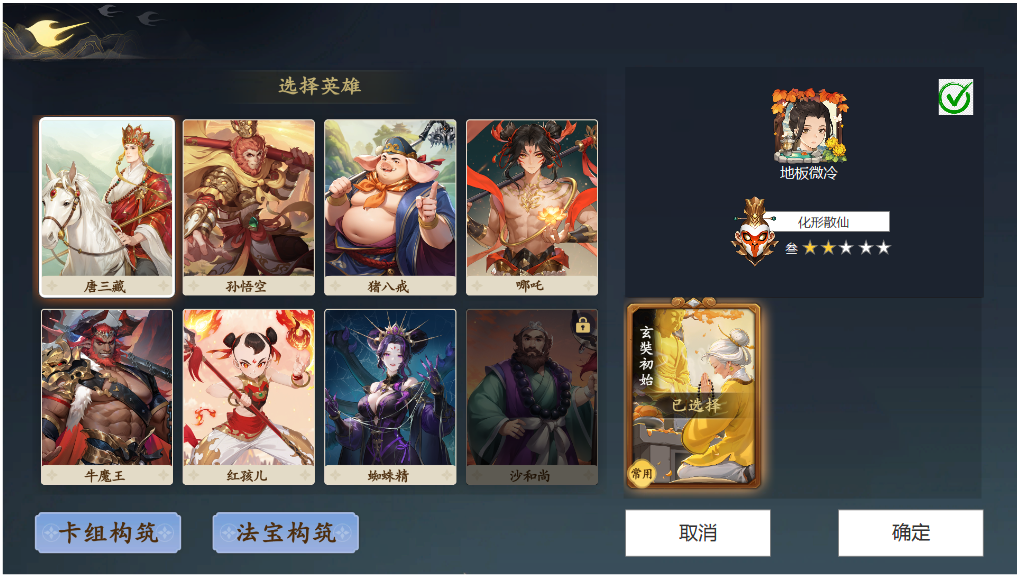 选择英雄
唐三藏
孙悟空
猪八戒
哪吒
牛魔王
红孩儿
蜘蛛精
沙和尚
卡组构筑
法宝构筑
地板微冷
化形散仙
叁
玄奘初始
已选择
常用
取消
确定